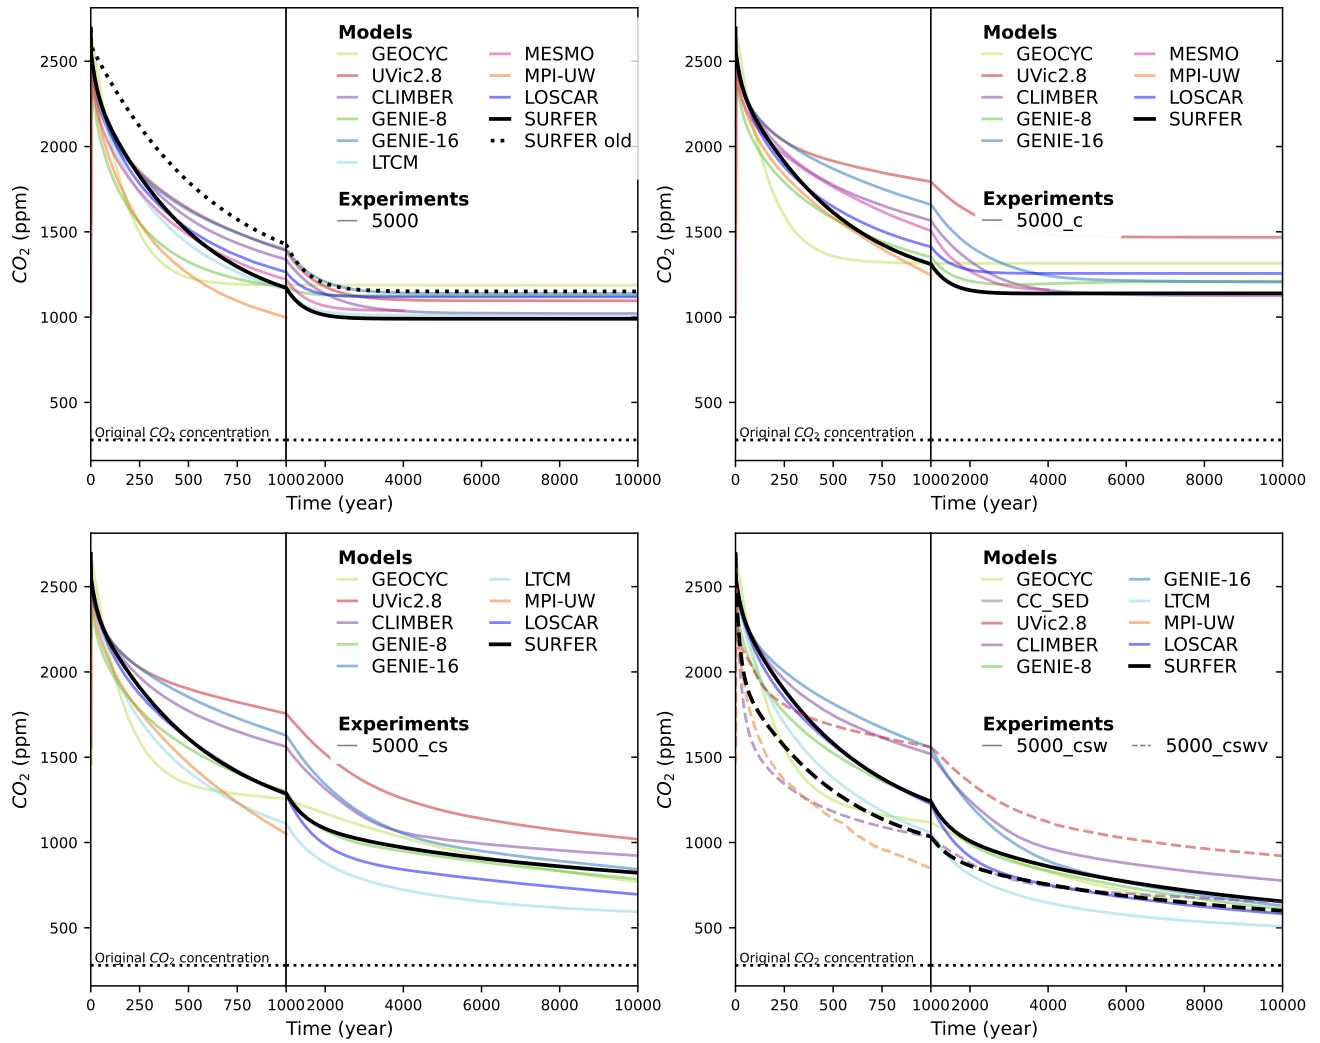 Models
GEOCYC MESMO
UVic2.8 MPI-UW
CLIMBER LOSCAR
GENIE-8 SURFER
GENIE-16 SURFER old
LTCM
Experiments
5000
CO2 (ppm)
2500
2000
1500
1000
500
Original CO2 concentration
0 250 500 750 1000 2000 4000 6000 8000 10000
Time (year)
Models
GEOCYC MESMO
UVic2.8 MPI-UW
CLIMBER LOSCAR
GENIE-8 SURFER
GENIE-16
Experiments
5000_c
CO2 (ppm)
2500
2000
1500
1000
500
Original CO2 concentration
0 250 500 750 1000 2000 4000 6000 8000 10000
Time (year)
Models
GEOCYC LTCM
UVic2.8 MPI-UW
CLIMBER LOSCAR
GENIE-8 SURFER
GENIE-16
Experiments
5000_cs
CO2 (ppm)
2500
2000
1500
1000
500
Original CO2 concentration
0 250 500 750 1000 2000 4000 6000 8000 10000
Time (year)
Models
GEOCYC GENIE-16
CC_SED LTCM
UVic2.8 MPI-UW
CLIMBER LOSCAR
GENIE-8 SURFER
Experiments
5000_csw 5000_cswv
CO2 (ppm)
2500
2000
1500
1000
500
Original CO2 concentration
0 250 500 750 1000 2000 4000 6000 8000 10000
Time (year)